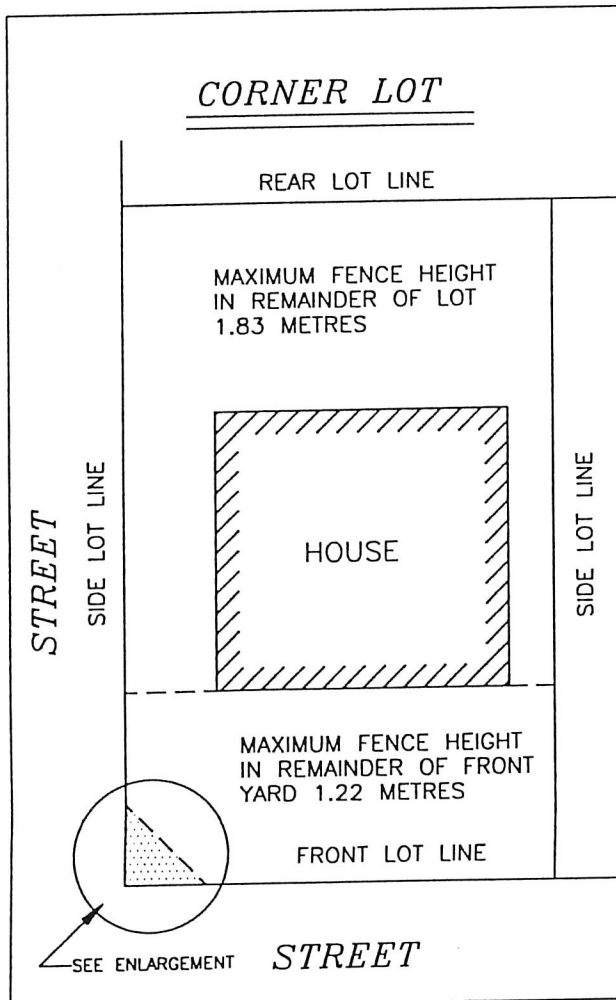 CORNER LOT
REAR LOT LINE
MAXIMUM FENCE HEIGHT
IN REMAINDER OF LOT
1.83 METRES
STREET
SIDE LOT LINE
HOUSE
SIDE LOT LINE
MAXIMUM FENCE HEIGHT
IN REMAINDER OF FRONT
YARD 1.22 METRES
FRONT LOT LINE
SEE ENLARGEMENT
STREET